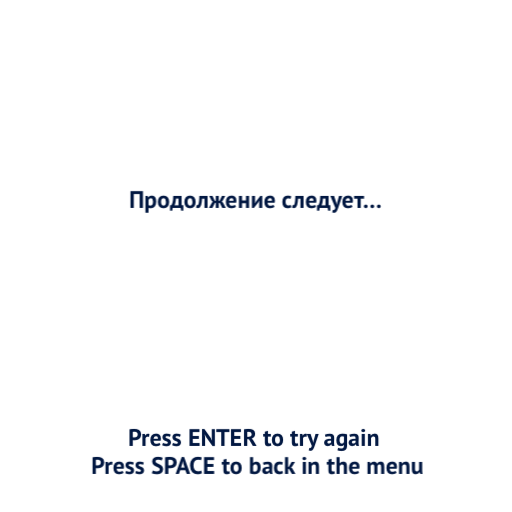 Продолжение следует...
Press ENTER to try again
Press SPACE to back in the menu